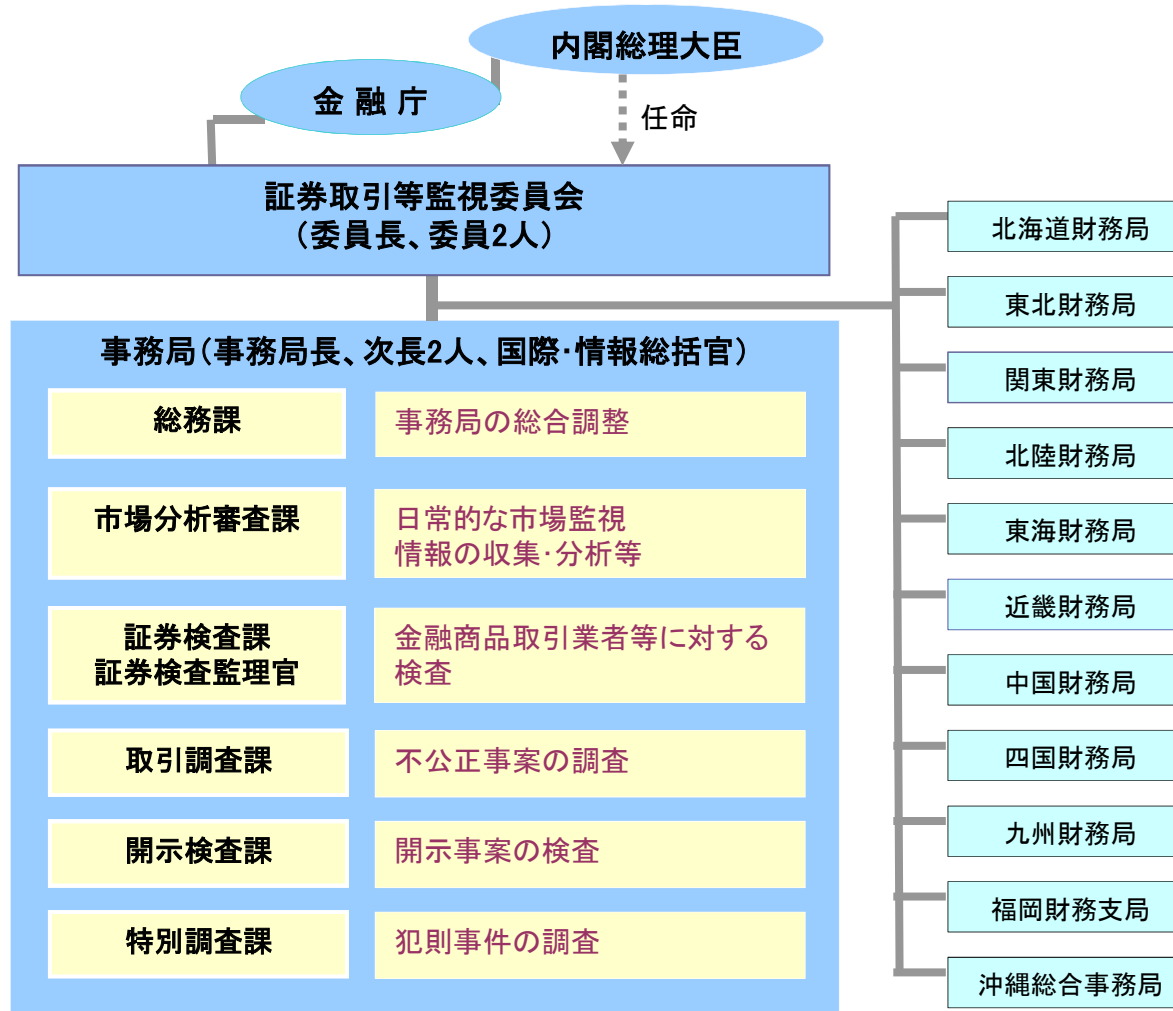 内閣総理大臣
金融庁
任命
証券取引等監視委員会
（委員長、委員2人）
事務局（事務局長、次長2人、国際・情報総括官）
総務課
事務局の総合調整
市場分析審査課
日常的な市場監視
情報の収集・分析等
証券検査課
証券検査監理官
金融商品取引業者等に対する
検査
取引調査課
不公正事案の調査
開示検査課
開示事案の検査
特別調査課
犯則事件の調査
北海道財務局
東北財務局
関東財務局
北陸財務局
東海財務局
近畿財務局
中国財務局
四国財務局
九州財務局
福岡財務支局
沖縄総合事務局